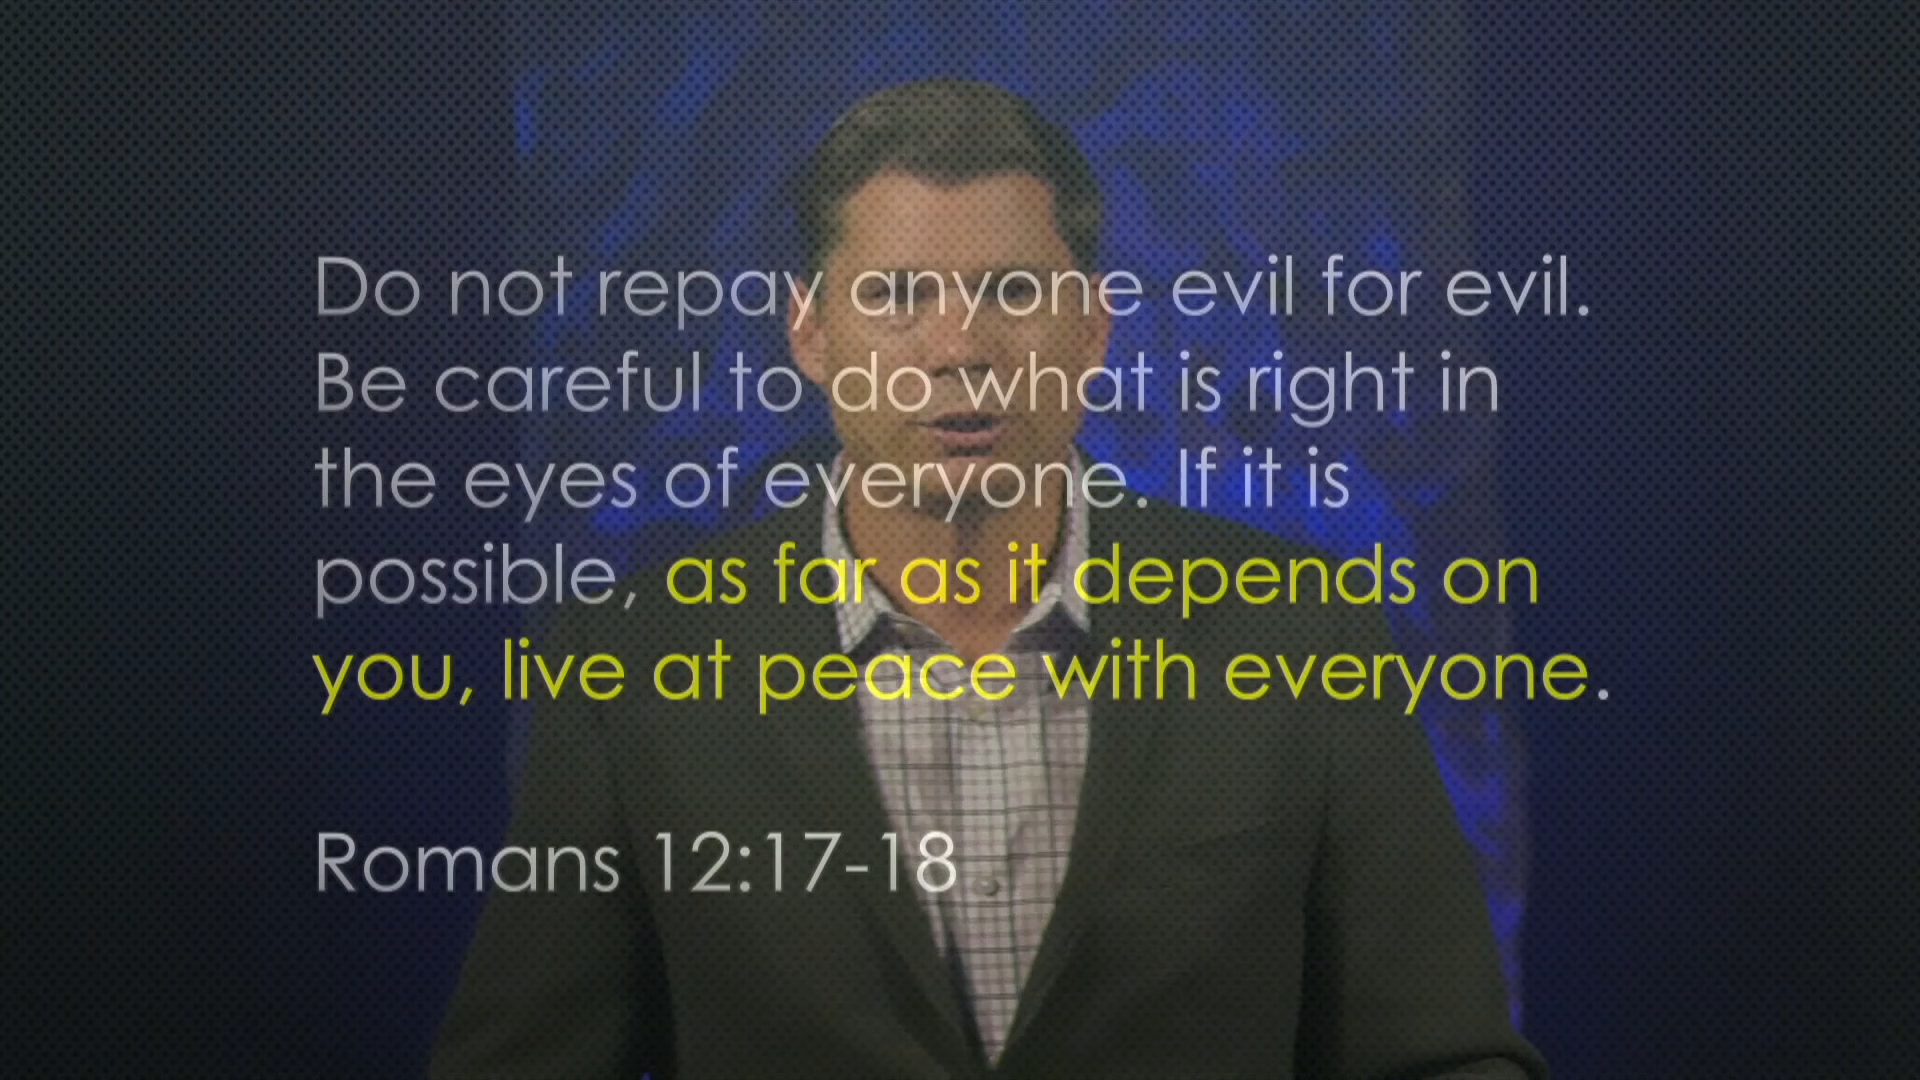 Do not repay anyone evil for evil.
Be careful to do what is right in
the eyes of everyone. If it is
possible, as far as it depends on
you, live at peace with everyone.
Romans 12:17-18